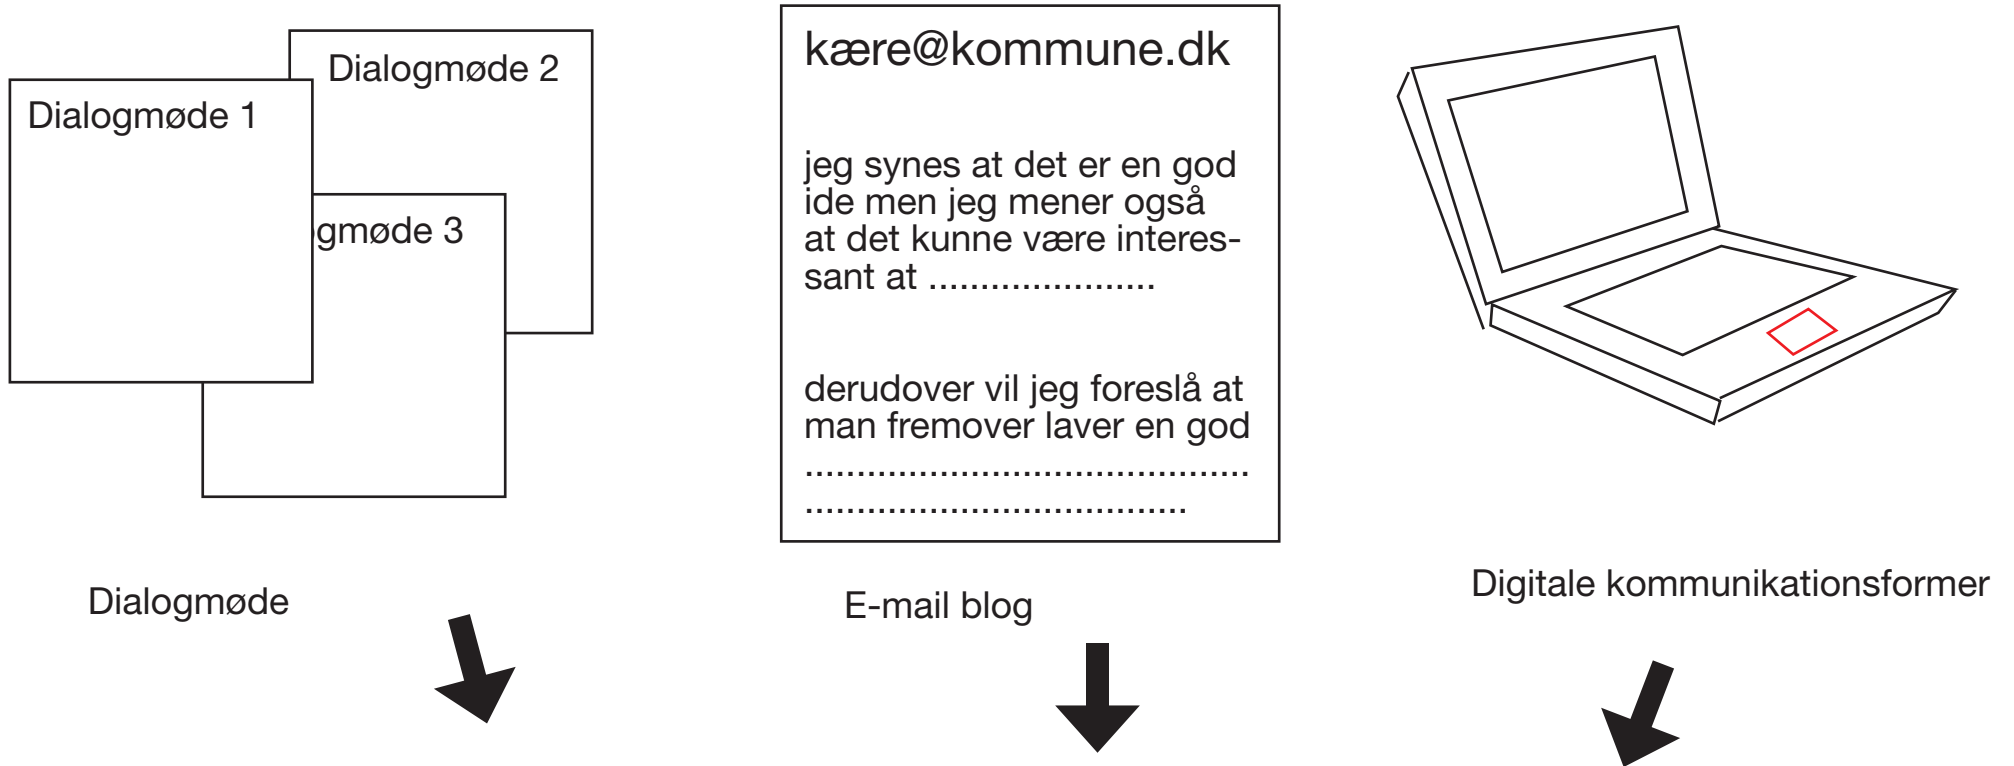 Dialogmøde 1
Dialogmøde 2
gmøde 3
Dialogmøde
kære@kommune.dk
jeg synes at det er en god
ide men jeg mener også
at det kunne være interes-
sant at ......................
derudover vil jeg foreslå at
man fremover laver en god
...........................................
.....................................
E-mail blog
Digitale kommunikationsformer